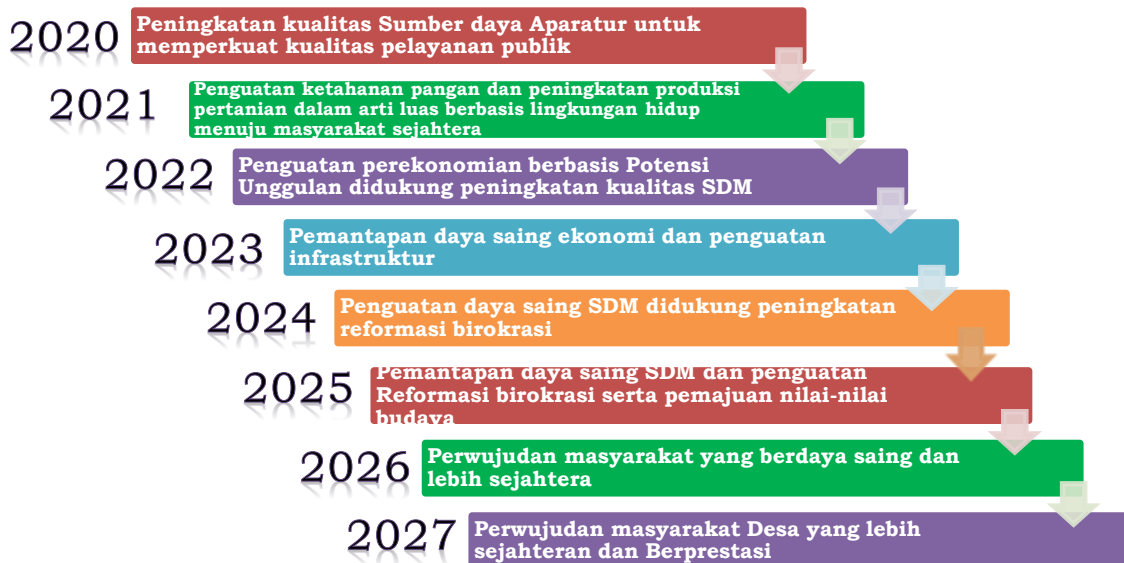 2020
Peningkatan kualitas Sumber daya Aparatur untuk
memperkuat kualitas pelayanan publik
2021
Penguatan ketahanan pangan dan peningkatan produksi
pertanian dalam arti luas berbasis lingkungan hidup
menuju masyarakat sejahtera
2022
Penguatan perekonomian berbasis Potensi
Unggulan didukung peningkatan kualitas SDM
2023
Pemantapan daya saing ekonomi dan penguatan
infrastruktur
2024
Penguatan daya saing SDM didukung peningkatan
reformasi birokrasi
2025
Pemantapan daya saing SDM dan penguatan
Reformasi birokrasi serta pemajuan nilai-nilai
budaya
2026
Perwujudan masyarakat yang berdaya saing dan
lebih sejahtera
2027
Perwujudan masyarakat Desa yang lebih
sejahteran dan Berprestasi